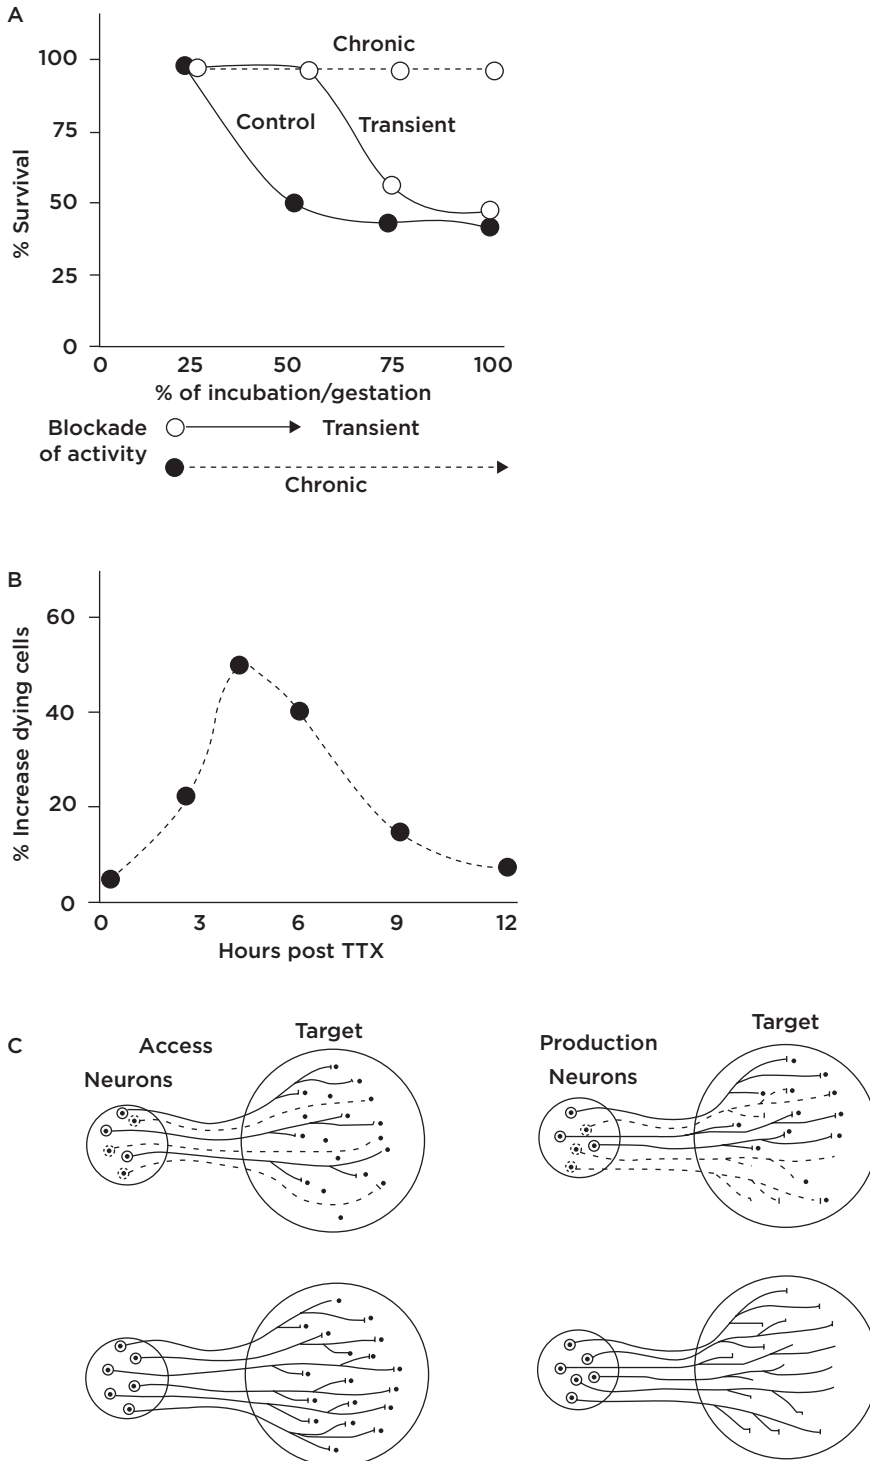 A
Chronic
100
75
50
25
0
% Survival
Control
Transient
0 25 50 75 100
% of incubation/gestation
Blockade
of activity
Transient
Chronic
B
60
40
20
0
% Increase dying cells
0 3 6 9 12
Hours post TTX
C
Access
Neurons
Target
Production
Neurons
Target